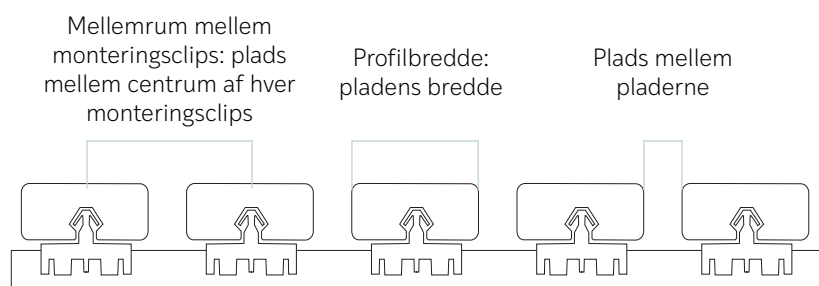 Mellemrum mellem
monteringsclips: plads
mellem centrum af hver
monteringsclips
Profilbredde:
pladens bredde
Plads mellem
pladerne